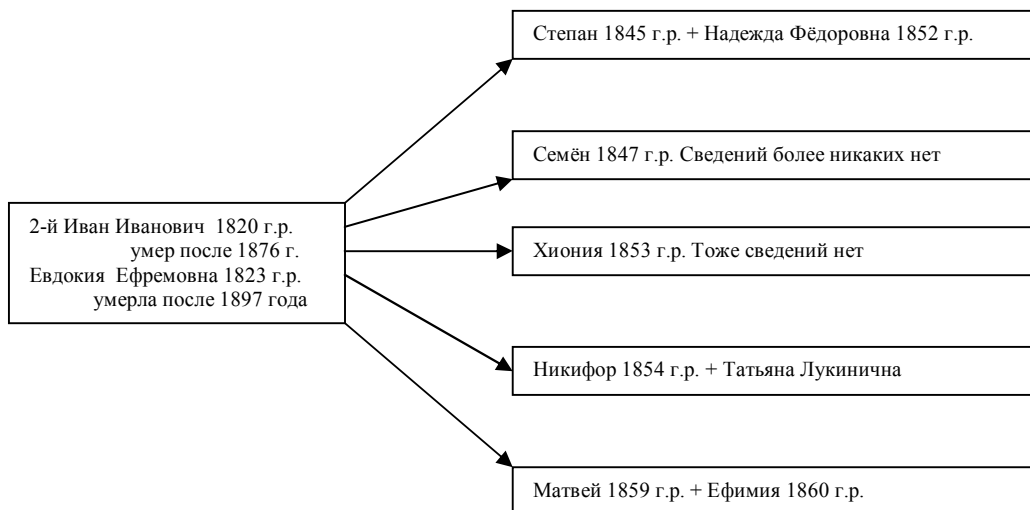 Степан 1845 г.р. + Надежда Фёдоровна 1852 г.р.
Семён 1847 г.р. Сведений более никаких нет
2-й Иван Иванович 1820 г.р.
умер после 1876 г.
Евдокия Ефремовна 1823 г.р.
умерла после 1897 года
Хиония 1853 г.р. Тоже сведений нет
Никифор 1854 г.р. + Татьяна Лукинична
Матвей 1859 г.р. + Ефимия 1860 г.р.